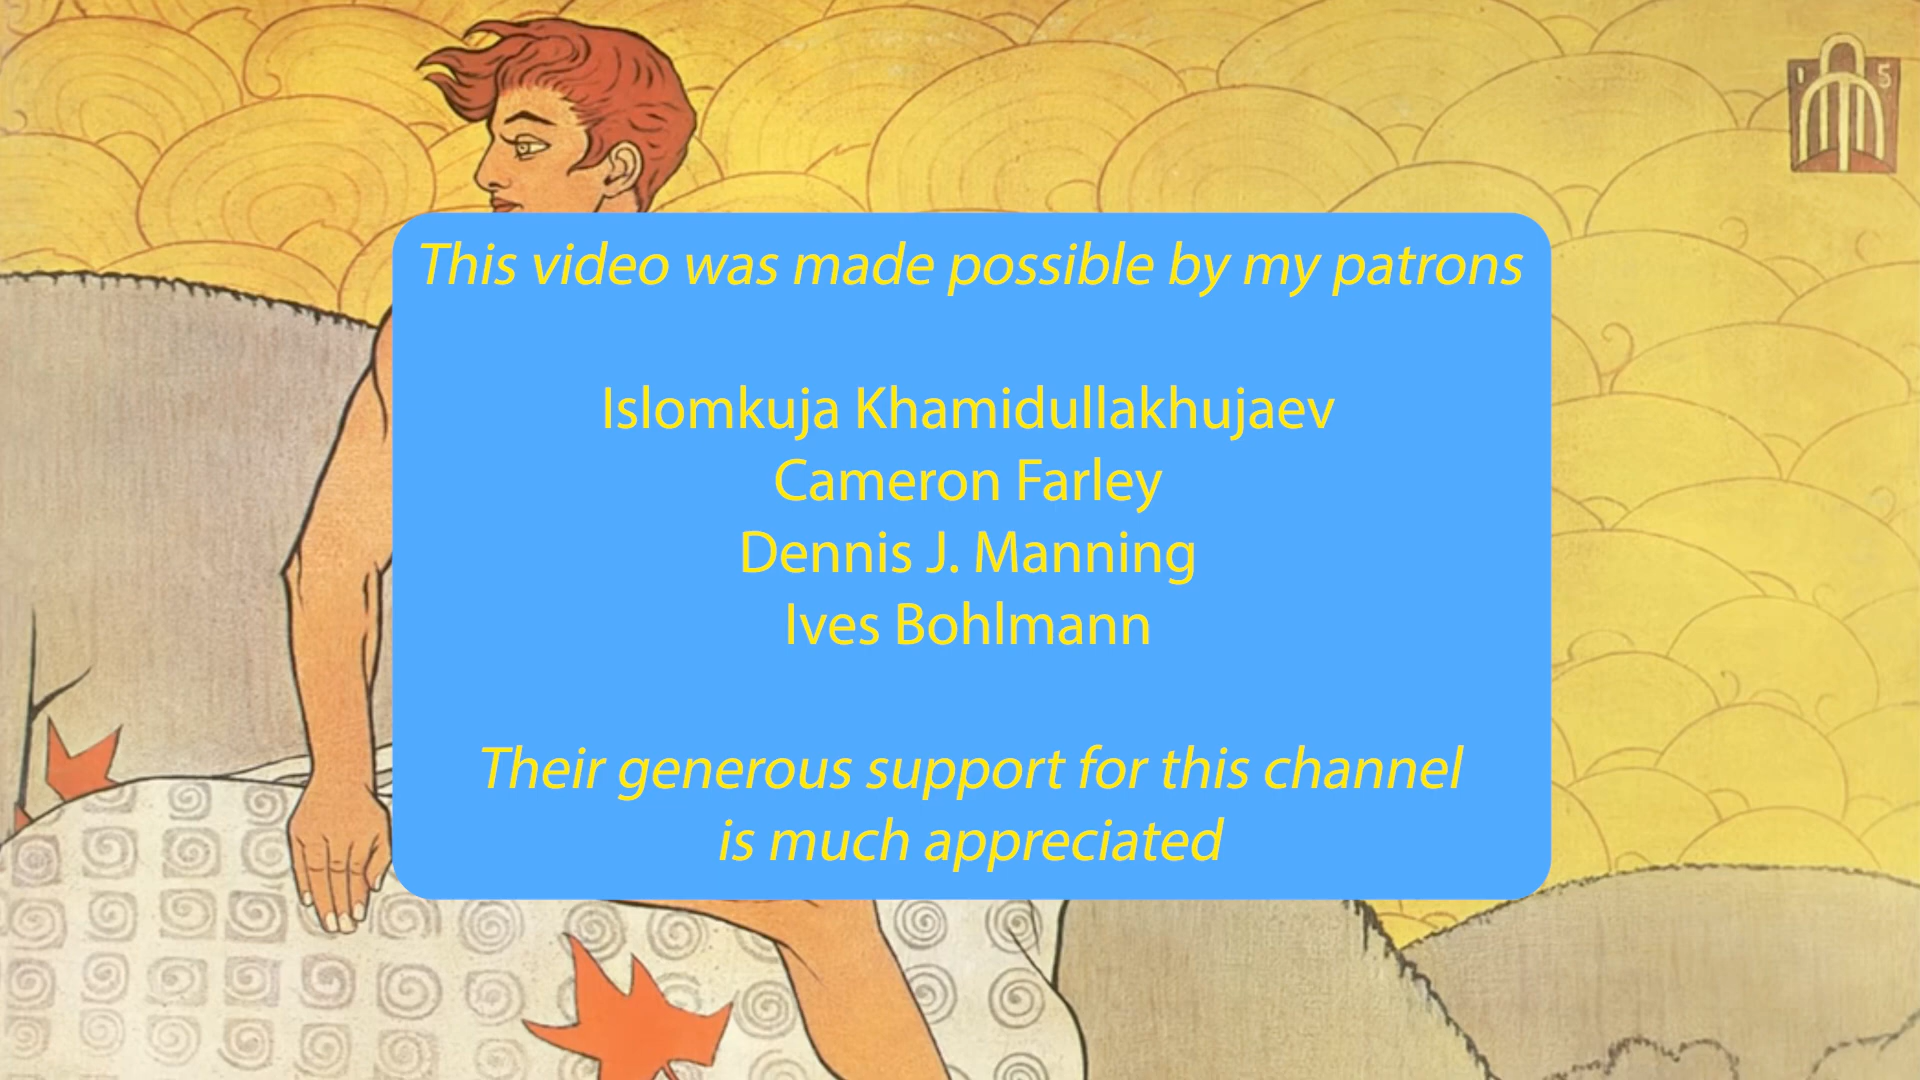 This video was made possible by my patrons
Islomkuja Khamidullakhujaev
Cameron Farley
Dennis J. Manning
Ives Bohlmann
Their generous support for this channel
is much appreciated